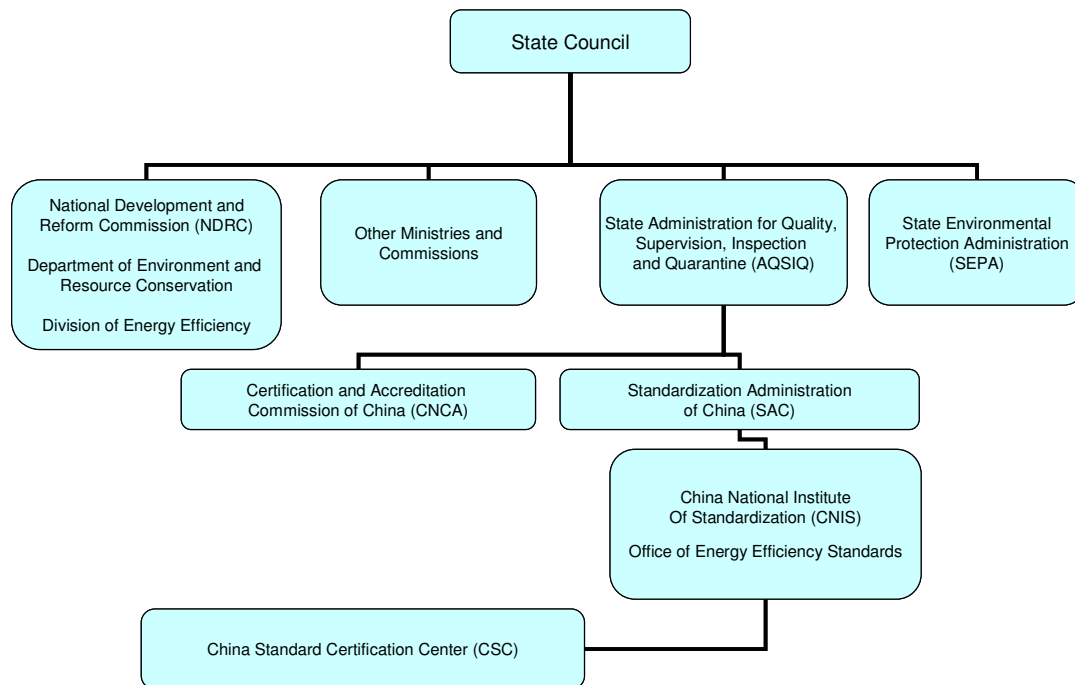 State Council
National Development and
Reform Commission (NDRC)
Department of Environment and
Resource Conservation
Division of Energy Efficiency
Other Ministries and
Commissions
State Administration for Quality,
Supervision, Inspection
and Quarantine (AQSIQ)
State Environmental
Protection Administration
(SEPA)
Certification and Accreditation
Commission of China (CNCA)
Standardization Administration
of China (SAC)
China National Institute
Of Standardization (CNIS)
Office of Energy Efficiency Standards
China Standard Certification Center (CSC)